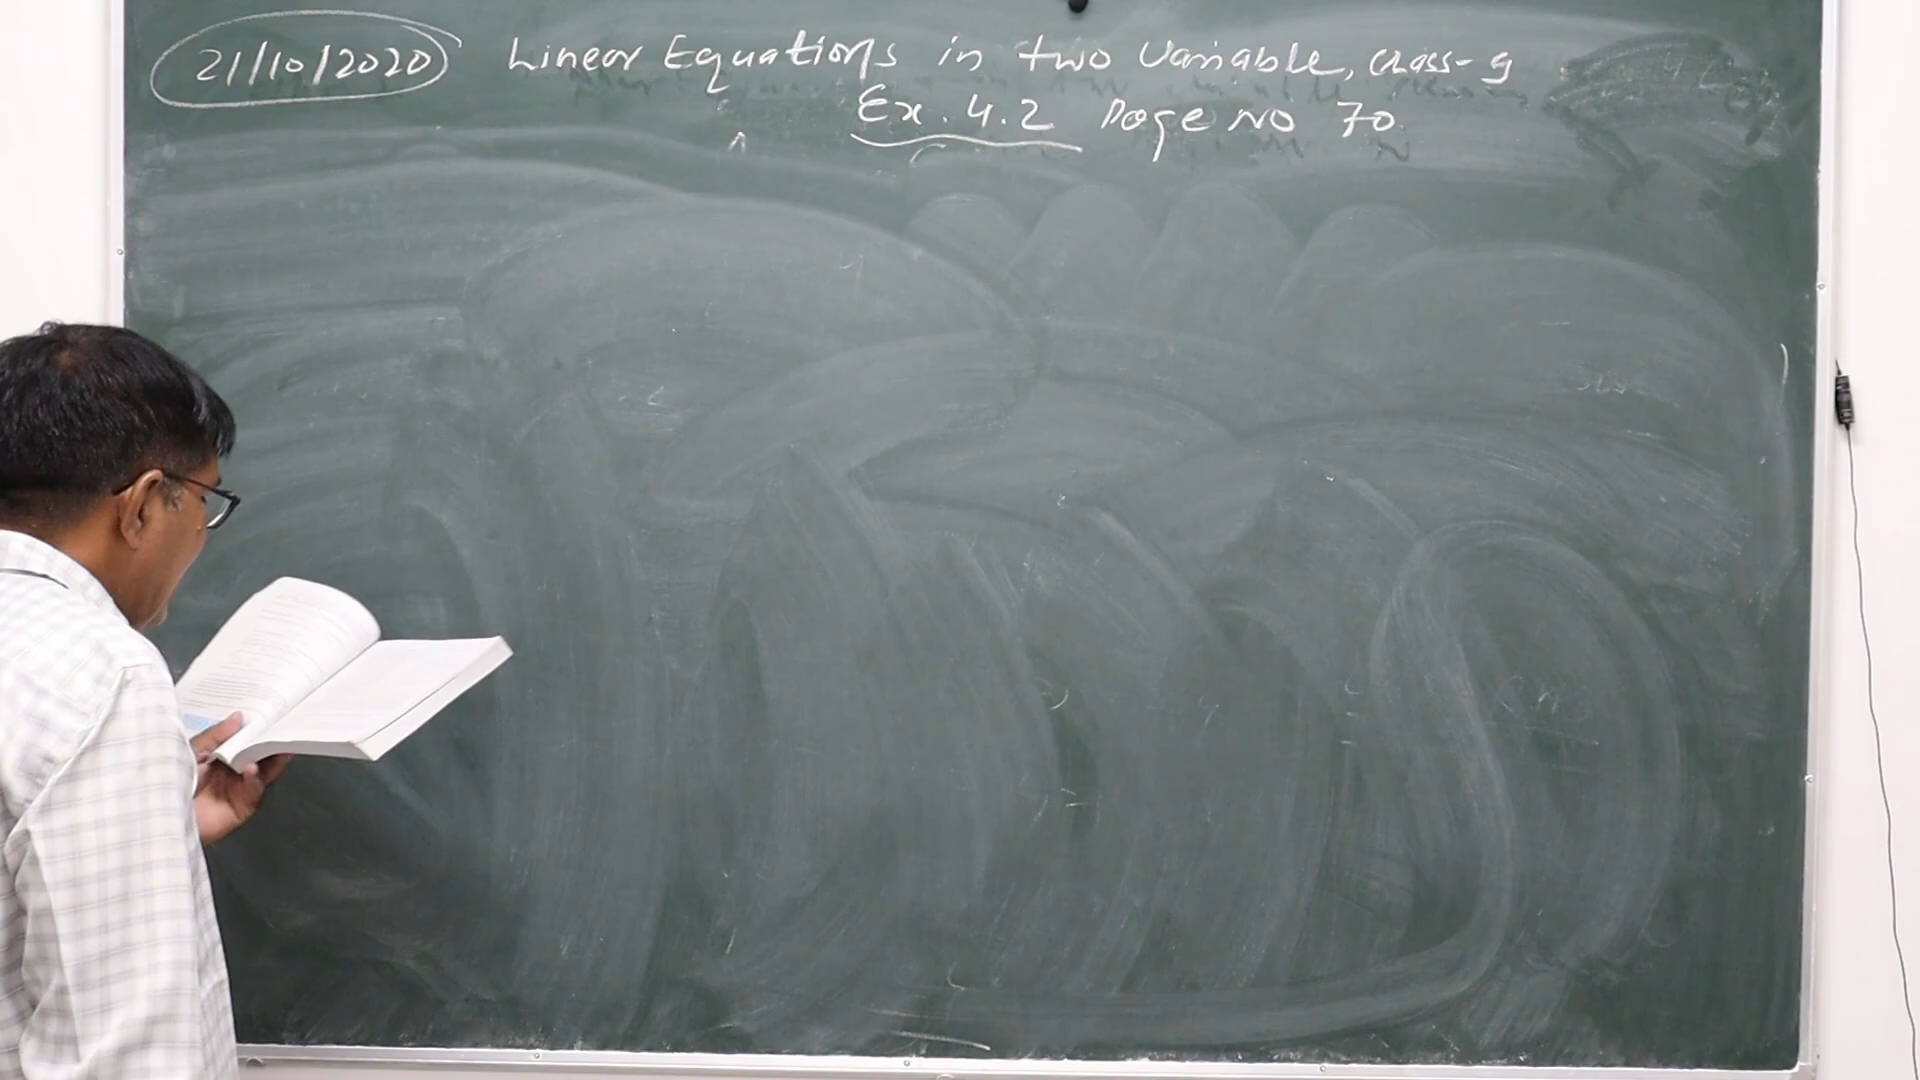 21/10/2020 Linear Equations in two Variable, class-9
Ex. 4.2 Page No 70